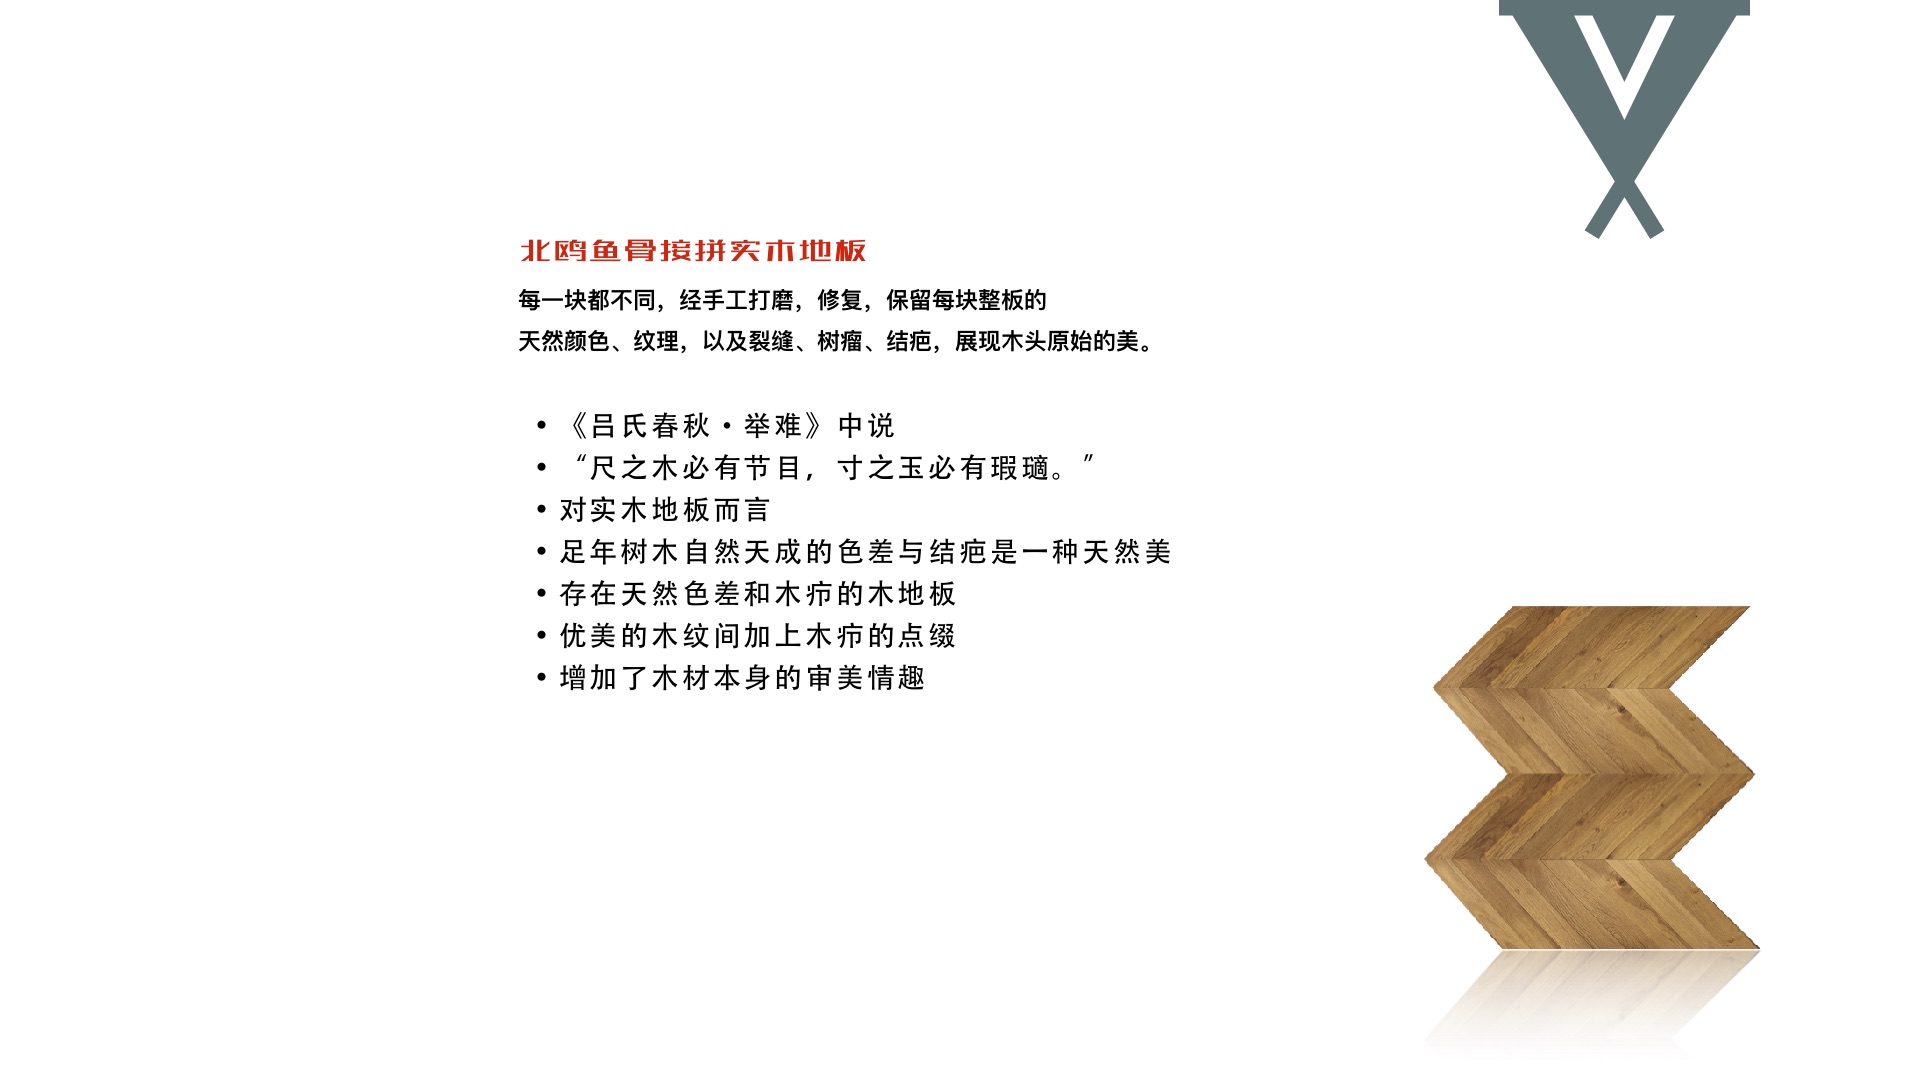 北鸥鱼骨接拼实木地板
每一块都不同，经手工打磨，修复，保留每块整板的
天然颜色、纹理，以及裂缝、树瘤、结疤，展现木头原始的美。
• 《吕氏春秋·举难》中说
• “尺之木必有节目，寸之玉必有瑕瓋。”
• 对实木地板而言
• 足年树木自然天成的色差与结疤是一种天然美
• 存在天然色差和木疖的木地板
• 优美的木纹间加上木疖的点缀
• 增加了木材本身的审美情趣